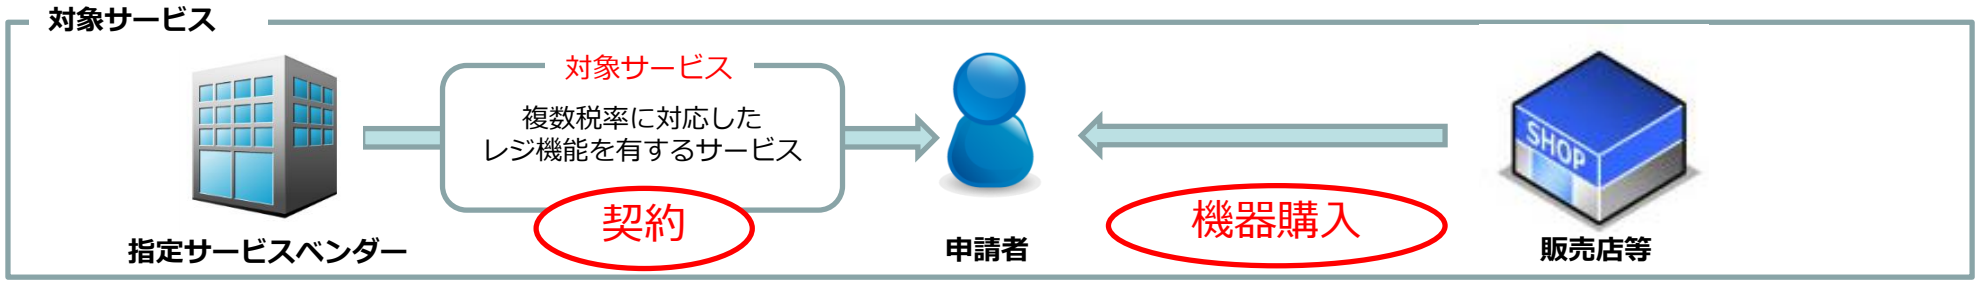 対象サービス
対象サービス
複数税率に対応した
レジ機能を有するサービス
契約
機器購入
SHOP
指定サービスベンダー
申請者
販売店等